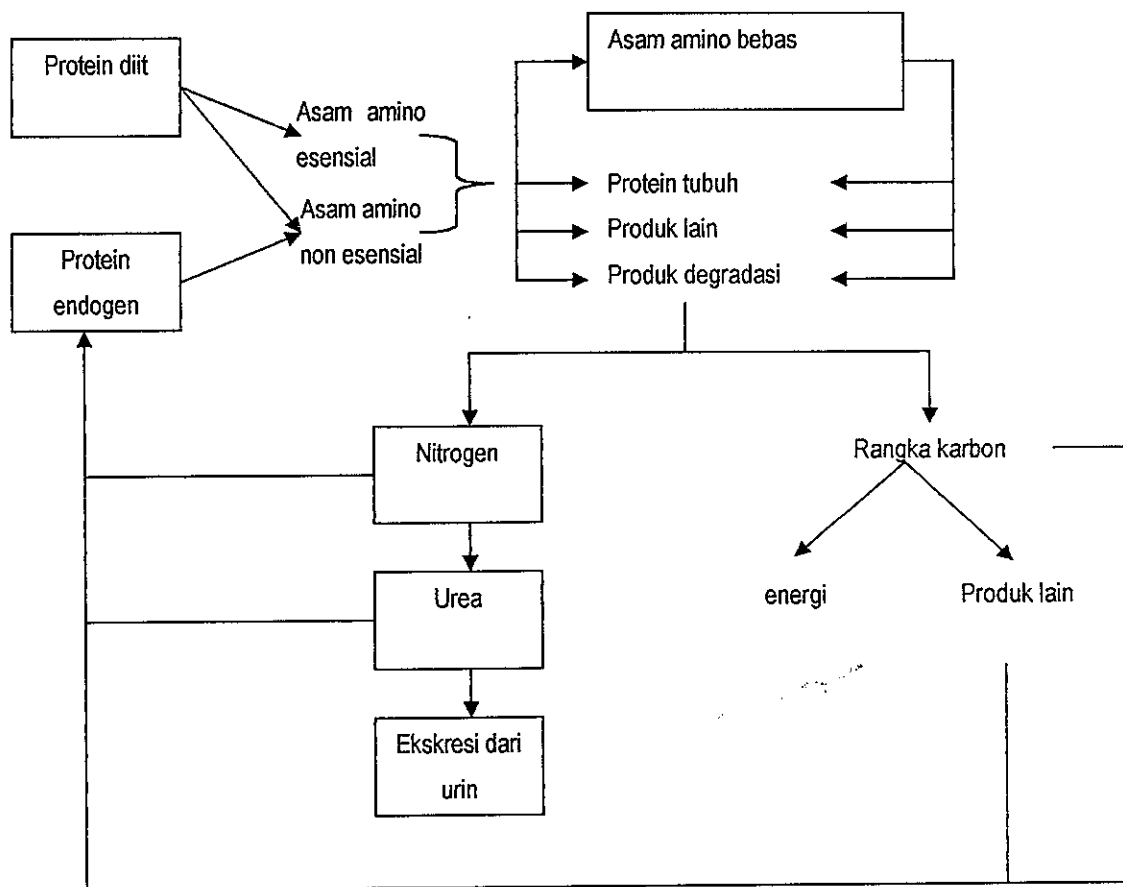 Protein diit
Asam amino
esensial
Asam amino
non esensial
Protein
endogen
Asam amino bebas
Protein tubuh
Produk lain
Produk degradasi
Nitrogen
Rangka karbon
Urea
energi
Produk lain
Ekskresi dari
urin